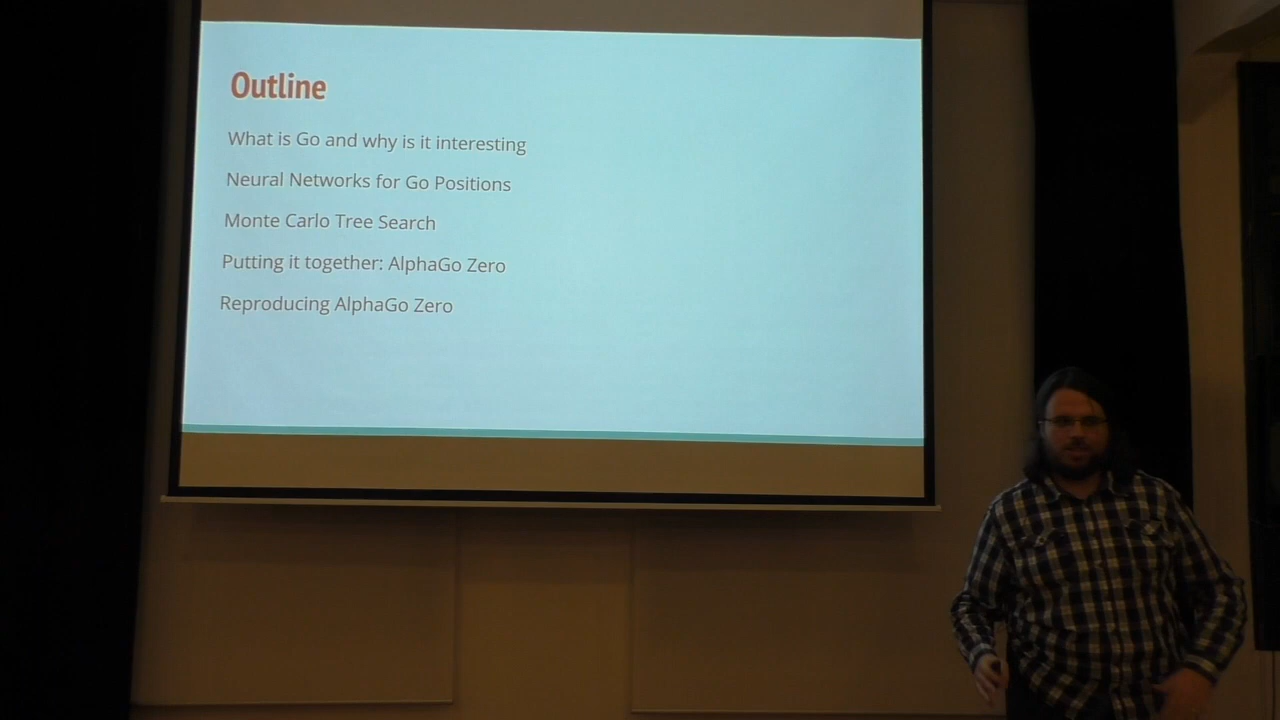 Outline
What is Go and why is it interesting
Neural Networks for Go Positions
Monte Carlo Tree Search
Putting it together: AlphaGo Zero
Reproducing AlphaGo Zero